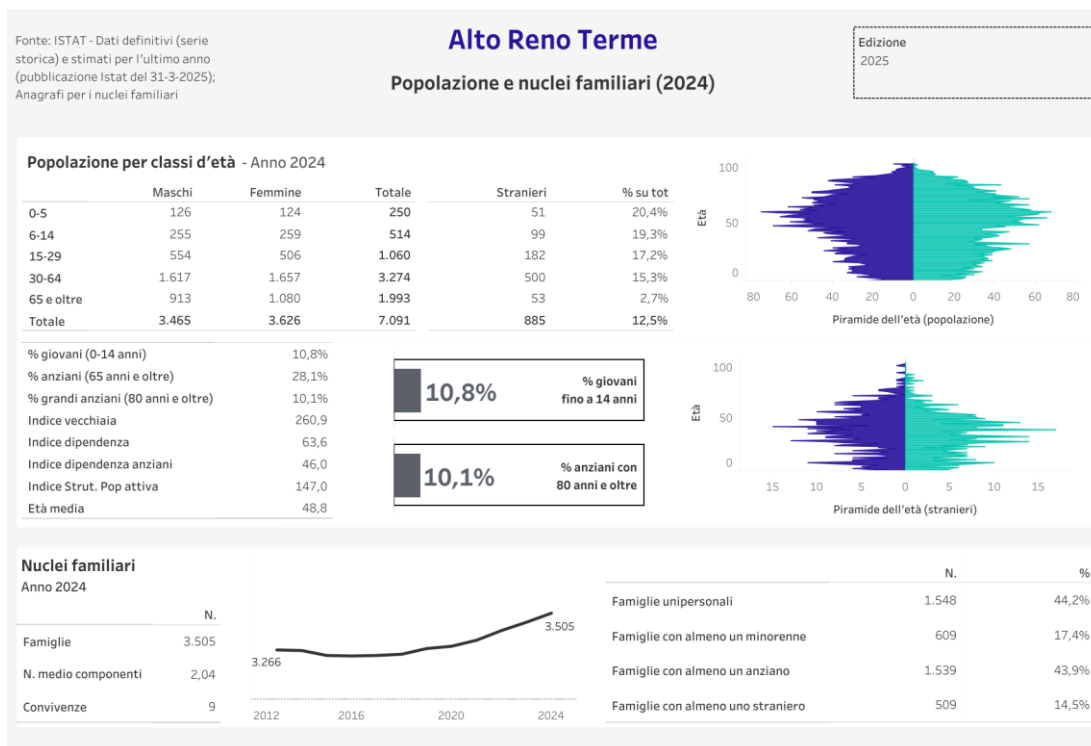 Fonte: ISTAT - Dati definitivi (serie
storica) e stimati per l'ultimo anno
(pubblicazione Istat del 31-3-2025);
Anagrafi per i nuclei familiari
Alto Reno Terme
Popolazione e nuclei familiari (2024)
Edizione
2025
Popolazione per classi d'età - Anno 2024
Maschi Femmine Totale Stranieri % su tot
0-5 126 124 250 51 20,4%
6-14 255 259 514 99 19,3%
15-29 554 506 1.060 182 17,2%
30-64 1.617 1.657 3.274 500 15,3%
65 e oltre 913 1.080 1.993 53 2,7%
Totale 3.465 3.626 7.091 885 12,5%
100
50
0
Età
80 60 40 20 0 20 40 60 80
Piramide dell'età (popolazione)
% giovani (0-14 anni) 10,8%
% anziani (65 anni e oltre) 28,1%
% grandi anziani (80 anni e oltre) 10,1%
Indice vecchiaia 260,9
Indice dipendenza 63,6
Indice dipendenza anziani 46,0
Indice Strut. Pop attiva 147,0
Età media 48,8
10,8%
% giovani
fino a 14 anni
10,1%
% anziani con
80 anni e oltre
100
50
0
Età
15 10 5 0 5 10 15
Piramide dell'età (stranieri)
Nuclei familiari
Anno 2024
N.
Famiglie 3.505
N. medio componenti 2,04
Convivenze 9
3.266
3.505
2012 2016 2020 2024
N. %
Famiglie unipersonali 1.548 44,2%
Famiglie con almeno un minorenne 609 17,4%
Famiglie con almeno un anziano 1.539 43,9%
Famiglie con almeno uno straniero 509 14,5%